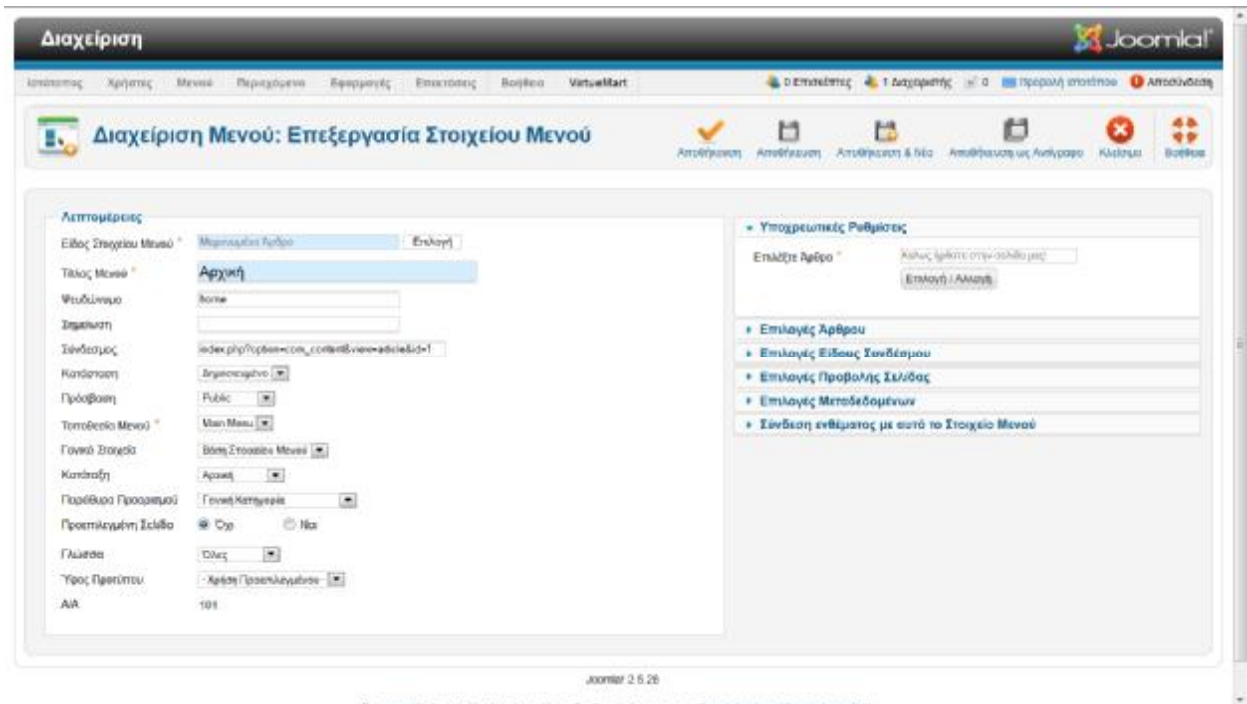 Διαχείριση
Joomla!
Ιστότοπος Χρήστες Μενού Περιεχόμενο Εφαρμογές Επεκτάσεις Βοήθεια VirtueMart 0 Επισκέπτες 1 Διαχειριστής 0 Προβολή ιστοτόπου Αποσύνδεση
Διαχείριση Μενού: Επεξεργασία Στοιχείου Μενού
Αποθήκευση Αποθήκευση Αποθήκευση & Νέο Αποθήκευση ως Αντίγραφο Κλείσιμο Βοήθεια
Λεπτομέρειες
Είδος Στοιχείου Μενού * Μεμονωμένο Άρθρο Επιλογή
Τίτλος Μενού * Αρχική
Ψευδώνυμο home
Σημείωση
Σύνδεσμος index.php?option=com_content&view=article&id=1
Κατάσταση Δημοσιευμένο
Πρόσβαση Public
Τοποθεσία Μενού * Main Menu
Γονικό Στοιχείο Βάση Στοιχείου Μενού
Κατάταξη Αρχική
Παράθυρο Προορισμού Γονική Κατηγορία
Προεπιλεγμένη Σελίδα Όχι Ναι
Γλώσσα Όλες
Ύφος Προτύπου - Χρήση Προεπιλεγμένου -
Α/Α 101
Υποχρεωτικές Ρυθμίσεις
Επιλέξτε Άρθρο * Καλως ήρθατε στην σελίδα μας!
Επιλογή / Αλλαγή
Επιλογές Άρθρου
Επιλογές Είδους Συνδέσμου
Επιλογές Προβολής Σελίδας
Επιλογές Μεταδεδομένων
Σύνδεση ενθέματος με αυτό το Στοιχείο Μενού
Joomla! 2.5.28